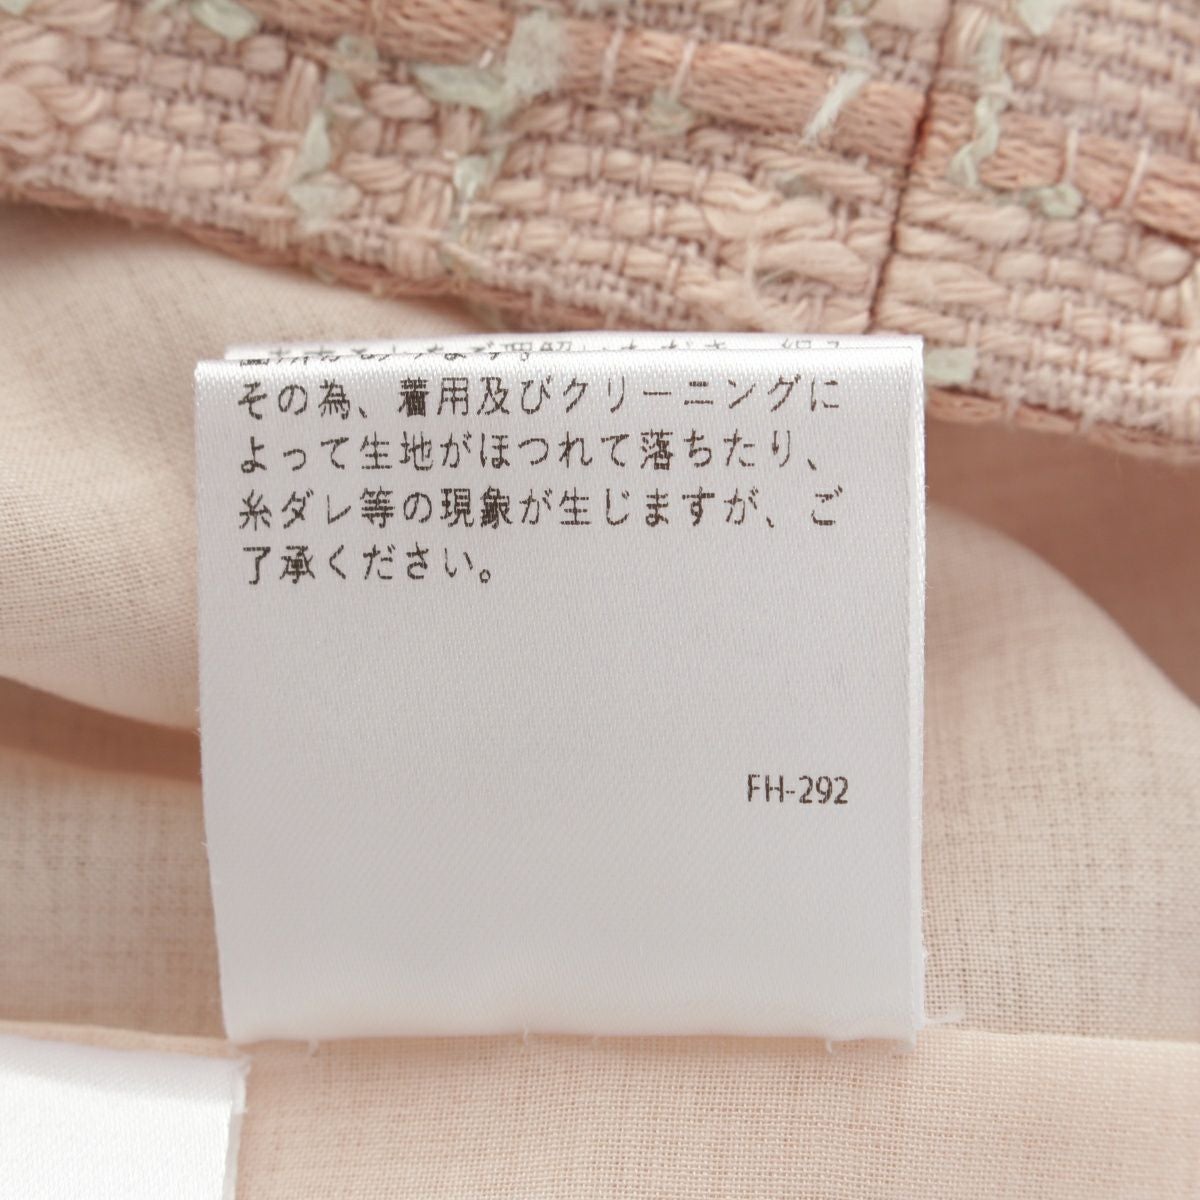 その為、着用及びクリーニングに
よって生地がほつれて落ちたり、
糸ダレ等の現象が生じますが、ご
了承ください。
FH-292